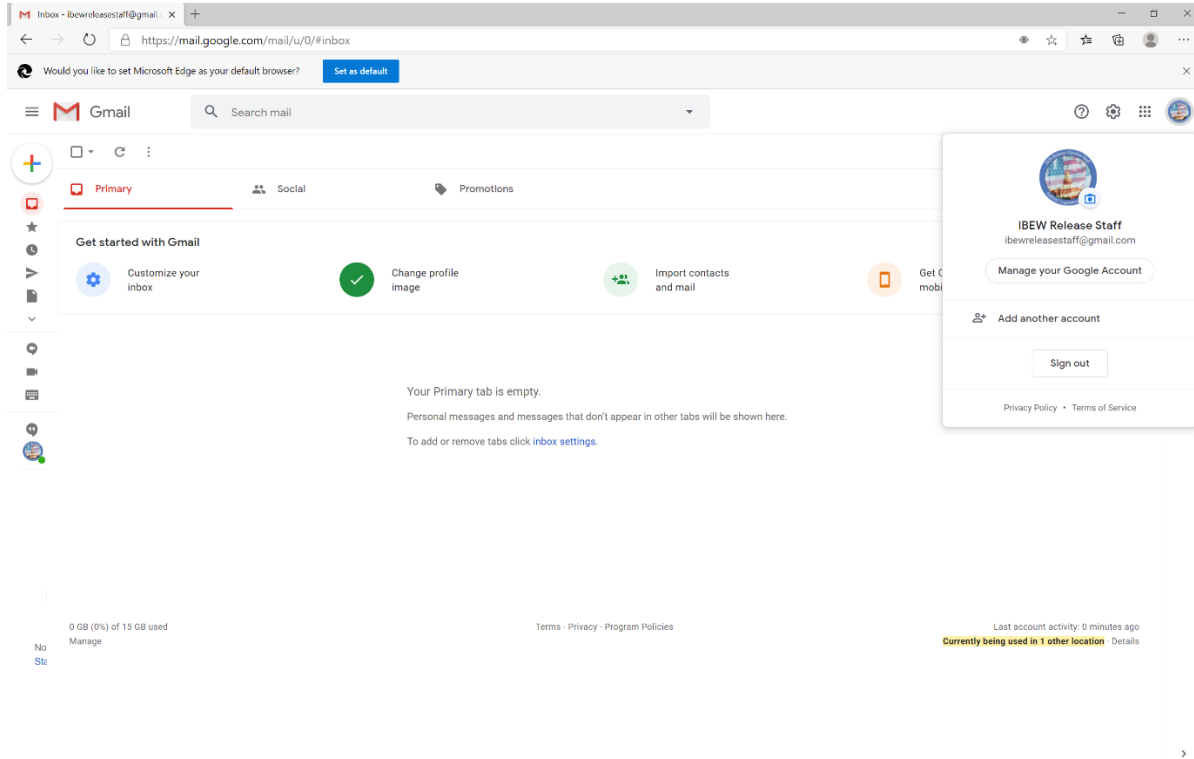 Inbox - ibewreleasestaff@gmail.c
https://mail.google.com/mail/u/0/#inbox
Would you like to set Microsoft Edge as your default browser?
Set as default
Gmail
Search mail
Primary
Social
Promotions
Get started with Gmail
Customize your
inbox
Change profile
image
Import contacts
and mail
Get
mobi
IBEW Release Staff
ibewreleasestaff@gmail.com
Manage your Google Account
Add another account
Sign out
Privacy Policy • Terms of Service
Your Primary tab is empty.
Personal messages and messages that don't appear in other tabs will be shown here.
To add or remove tabs click inbox settings.
0 GB (0%) of 15 GB used
Manage
Terms · Privacy · Program Policies
Last account activity: 0 minutes ago
Currently being used in 1 other location · Details
No
Sta